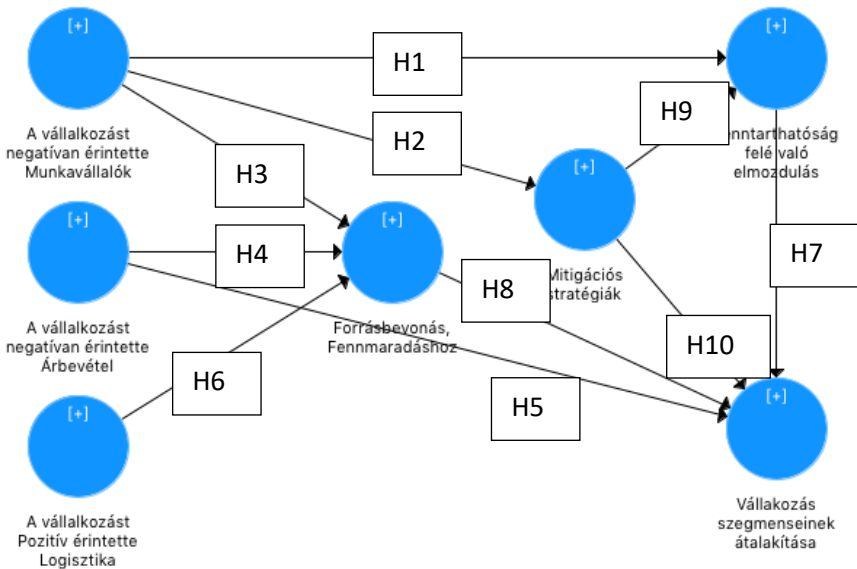 [+]
A vállalkozást
negatívan érintette
Munkavállalók
H1
[+]
enntarthatóság
felé való
elmozdulás
H9
H2
H3
[+]
Mitigációs
stratégiák
[+]
A vállalkozást
negatívan érintette
Árbevétel
H4
[+]
Forrásbevonás,
Fennmaradáshoz
H8
H7
H10
H6
H5
[+]
A vállalkozást
Pozitív érintette
Logisztika
[+]
Vállakozás
szegmenseinek
átalakítása